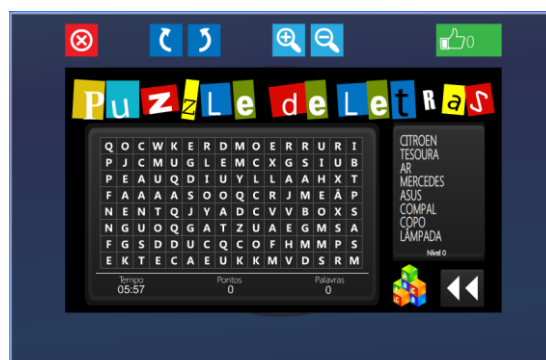 0
Puzzle de Letras
Q O C W K E R D M O E R R U R I
P J C M U G L E M C X G S I U B
P E A U Q D I U Y L L A A H X T
F A A A A S O O Q C R J M E Â P
N E N T Q J Y A D C V V B O X S
N G U O Q G A T Z U A E G M S A
F G S D D U C Q C O F H M M P S
E K T E C A E U K K M V D S R M
CITROEN
TESOURA
AR
MERCEDES
ASUS
COMPAL
COPO
LÂMPADA
Nível 0
Tempo Pontos Palavras
05:57 0 0